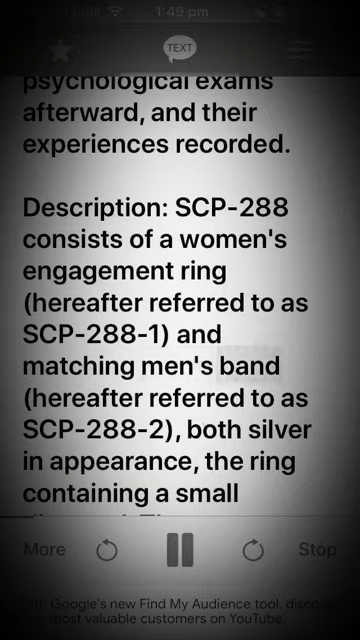 1:49 pm
TEXT
psychological exams
afterward, and their
experiences recorded.
Description: SCP-288
consists of a women's
engagement ring
(hereafter referred to as
SCP-288-1) and
matching men's band
(hereafter referred to as
SCP-288-2), both silver
in appearance, the ring
containing a small
More
Stop
Google's new Find My Audience tool,
most valuable customers on YouTube.